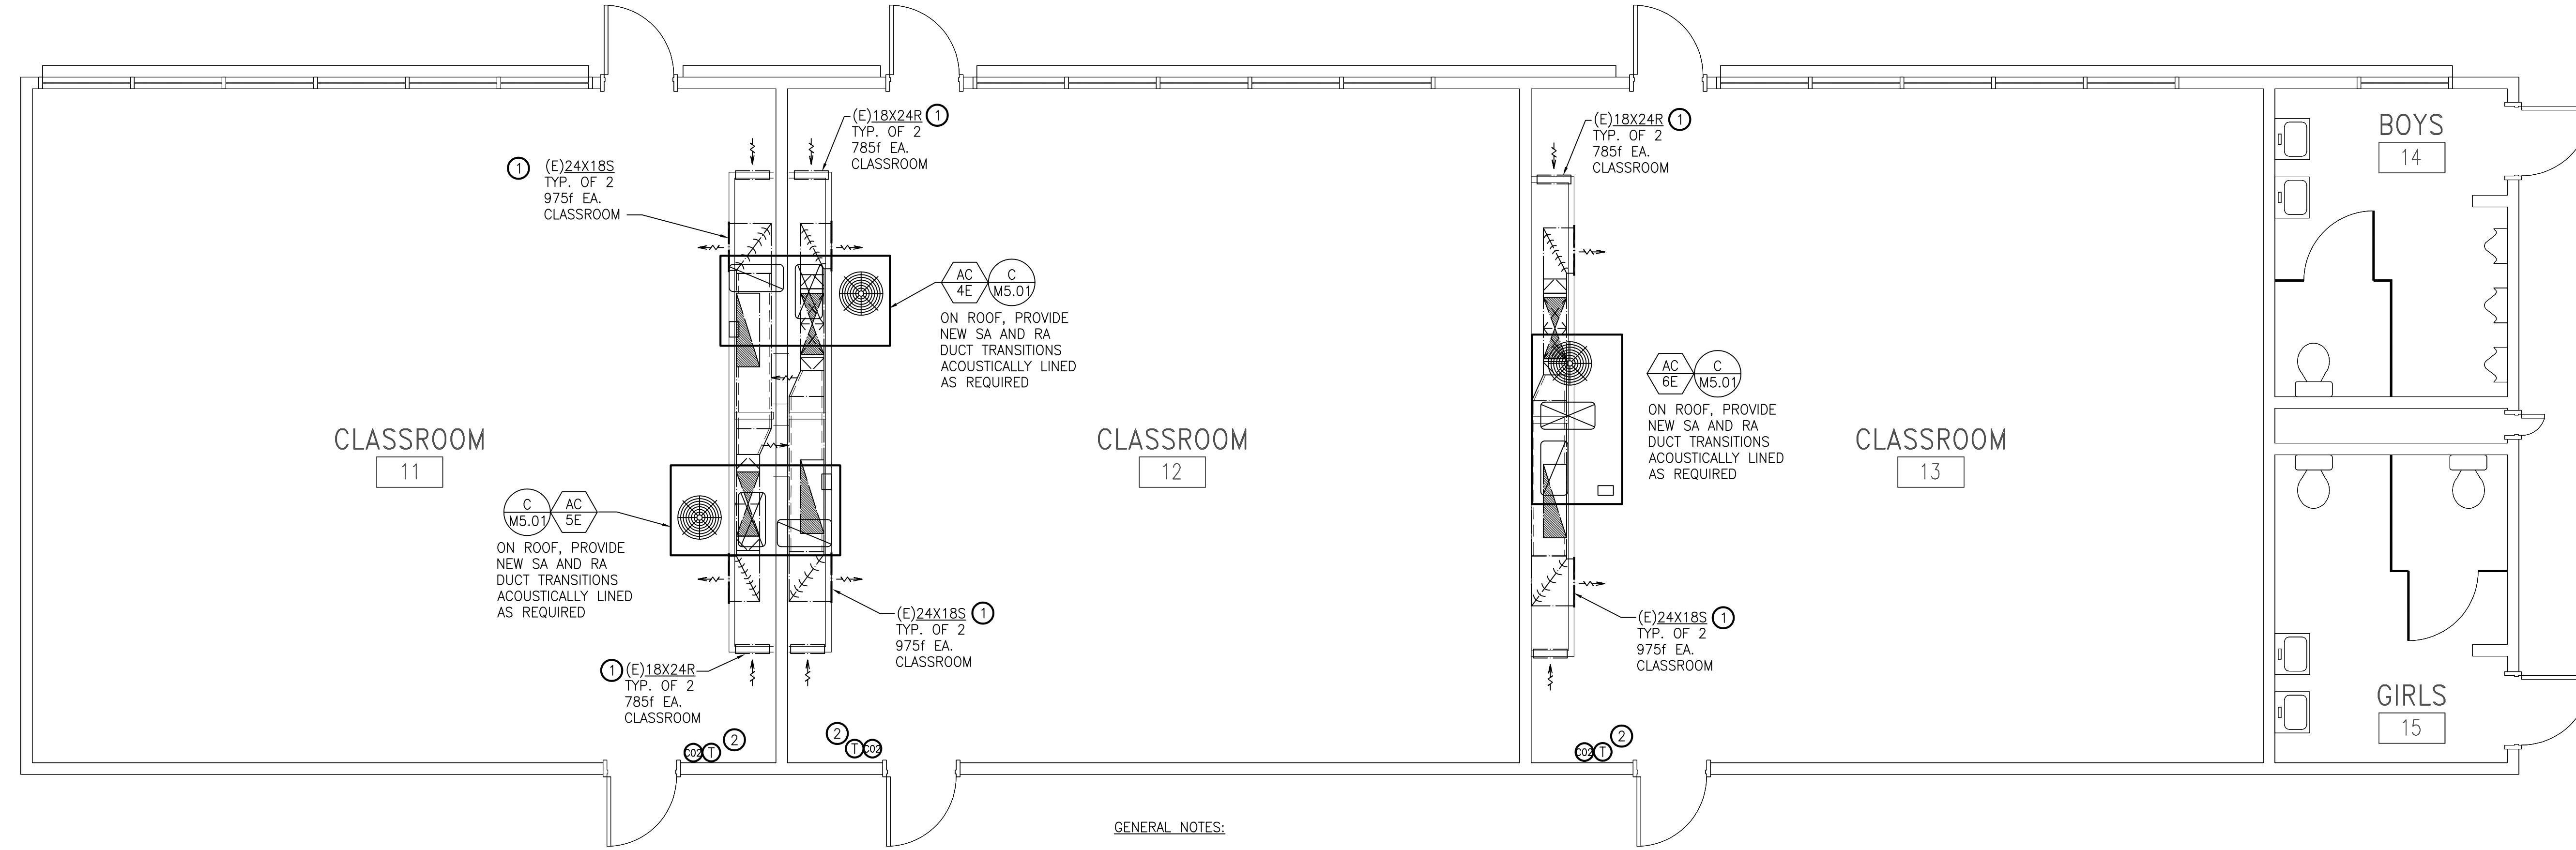 (E)18X24R 1
TYP. OF 2
785f EA.
CLASSROOM
(E)18X24R 1
TYP. OF 2
785f EA.
CLASSROOM
BOYS
14
1 (E)24X18S
TYP. OF 2
975f EA.
CLASSROOM
AC
4E
C
M5.01
ON ROOF, PROVIDE
NEW SA AND RA
DUCT TRANSITIONS
ACOUSTICALLY LINED
AS REQUIRED
AC
6E
C
M5.01
ON ROOF, PROVIDE
NEW SA AND RA
DUCT TRANSITIONS
ACOUSTICALLY LINED
AS REQUIRED
CLASSROOM
11
CLASSROOM
12
CLASSROOM
13
C
M5.01
AC
5E
ON ROOF, PROVIDE
NEW SA AND RA
DUCT TRANSITIONS
ACOUSTICALLY LINED
AS REQUIRED
(E)24X18S 1
TYP. OF 2
975f EA.
CLASSROOM
(E)24X18S 1
TYP. OF 2
975f EA.
CLASSROOM
1 (E)18X24R
TYP. OF 2
785f EA.
CLASSROOM
GIRLS
15
CO2 T 2
2 T CO2
CO2 T 2
GENERAL NOTES: